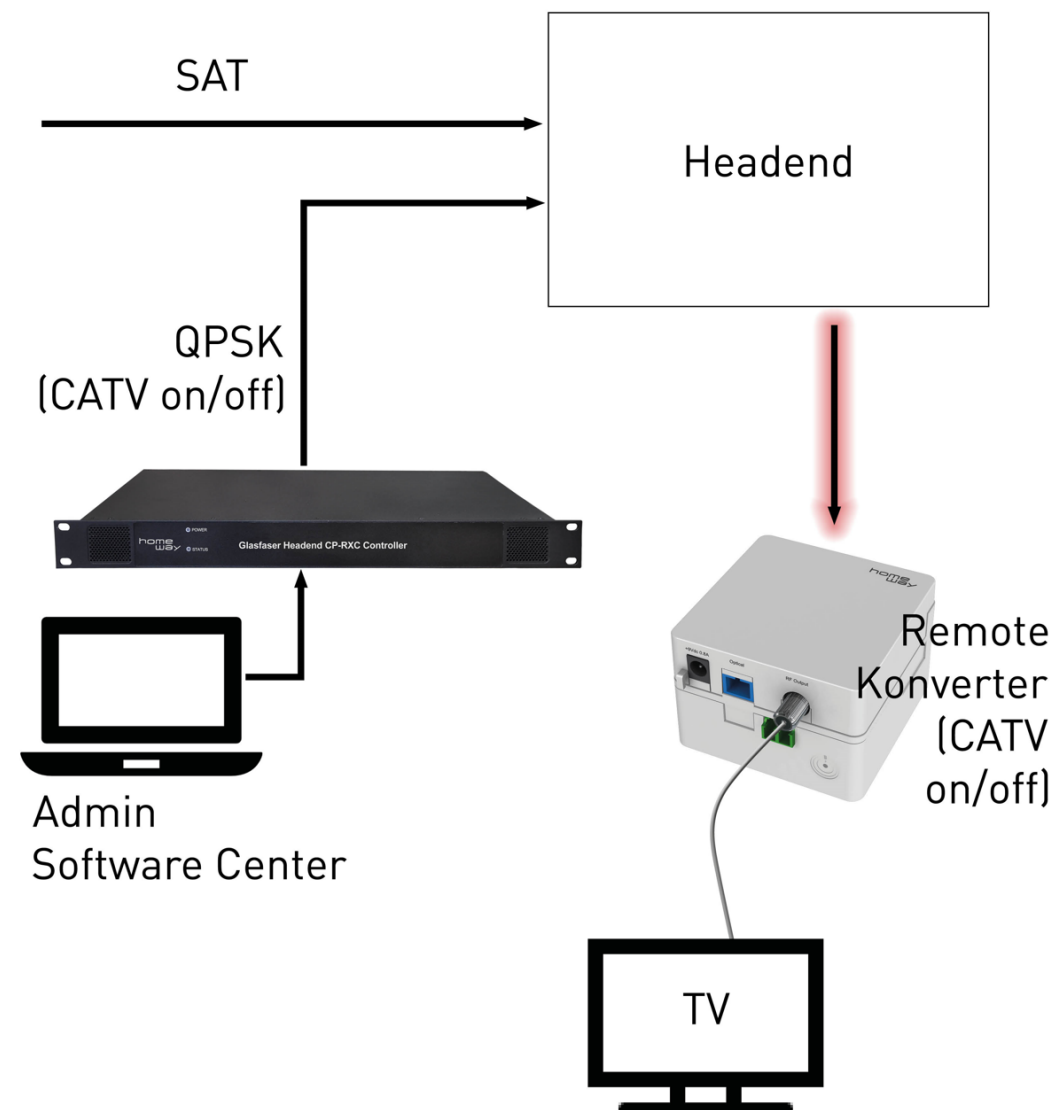 SAT
Headend
QPSK
(CATV on/off)
home
way
POWER
STATUS
Glasfaser Headend CP-RXC Controller
Admin
Software Center
home
way
Optical
RF Output
Remote
Konverter
(CATV
on/off)
TV